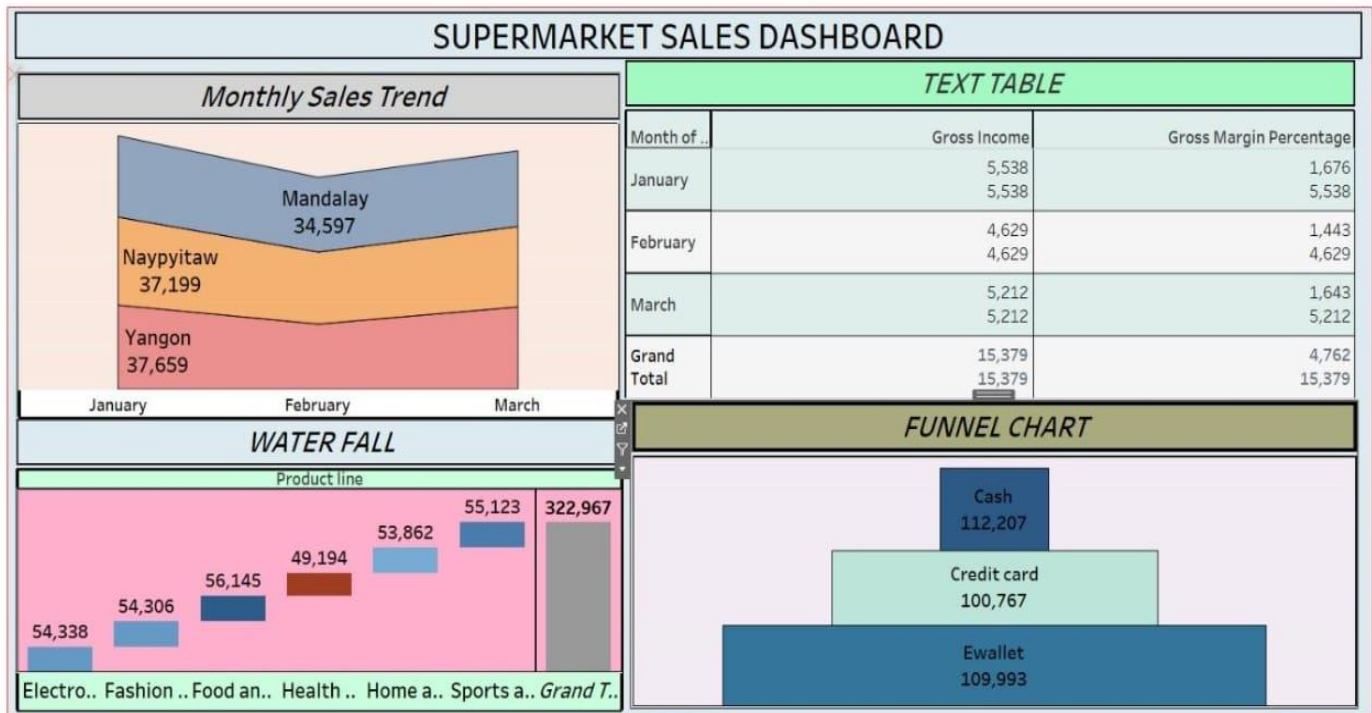 SUPERMARKET SALES DASHBOARD
Monthly Sales Trend
Mandalay
34,597
Naypyitaw
37,199
Yangon
37,659
January February March
TEXT TABLE
Month of .. Gross Income Gross Margin Percentage
January 5,538 1,676
5,538 5,538
February 4,629 1,443
4,629 4,629
March 5,212 1,643
5,212 5,212
Grand 15,379 4,762
Total 15,379 15,379
WATER FALL
Product line
54,338 54,306 56,145 49,194 53,862 55,123 322,967
Electro.. Fashion .. Food an.. Health .. Home a.. Sports a.. Grand T..
FUNNEL CHART
Cash
112,207
Credit card
100,767
Ewallet
109,993